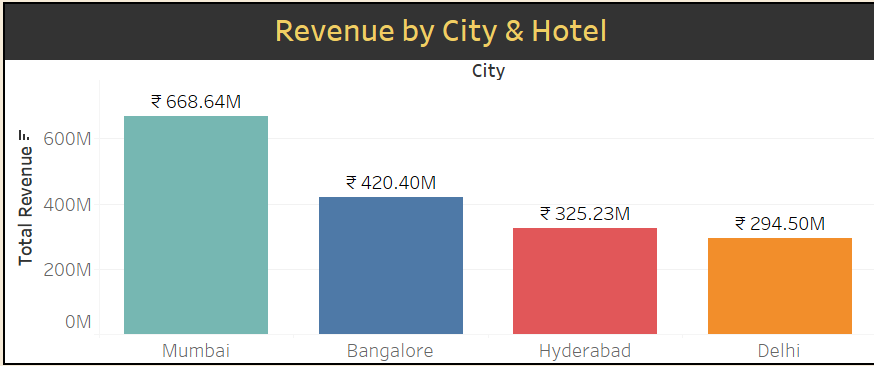 Revenue by City & Hotel
City
Total Revenue
600M
400M
200M
0M
₹ 668.64M
₹ 420.40M
₹ 325.23M
₹ 294.50M
Mumbai
Bangalore
Hyderabad
Delhi